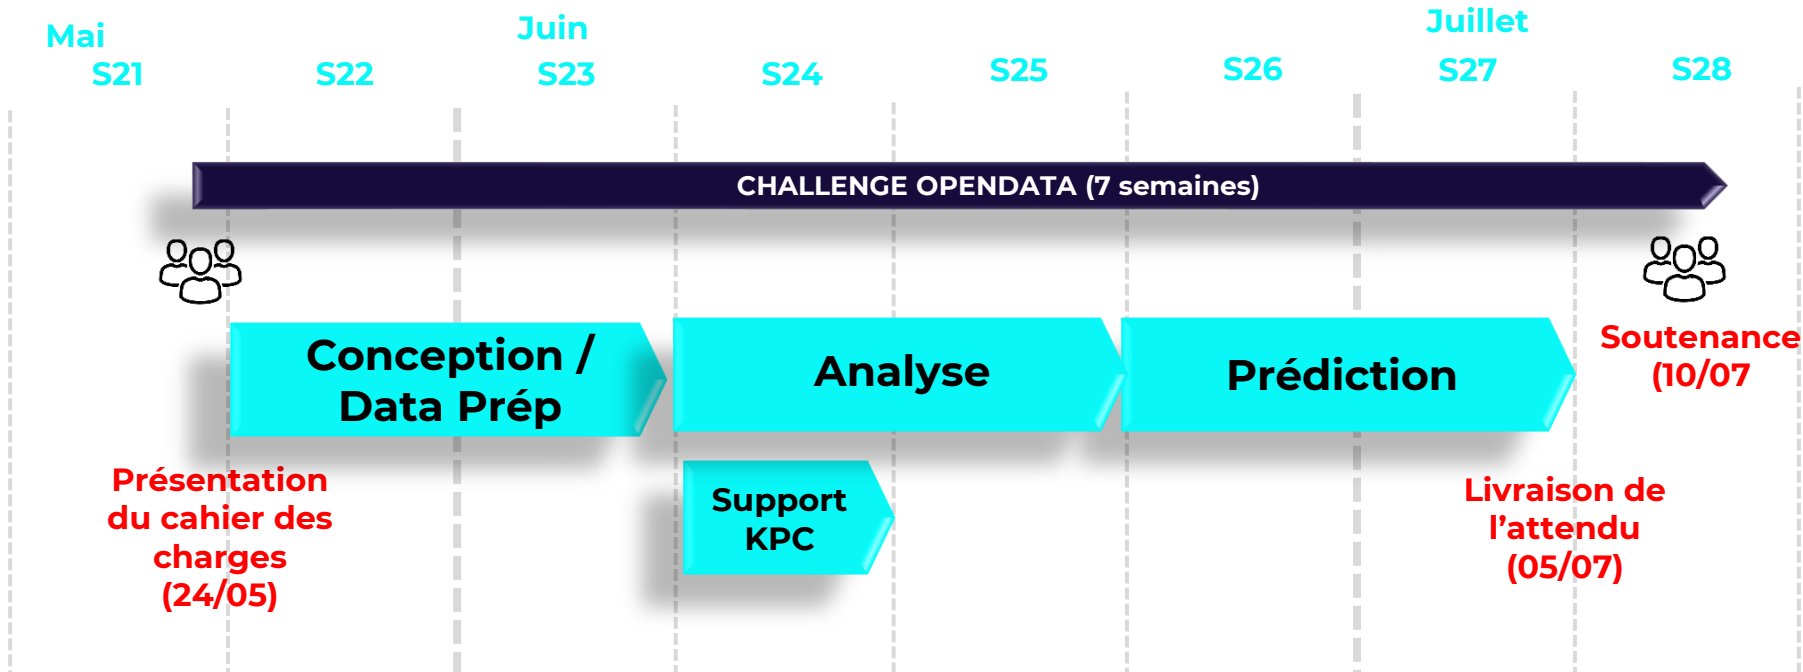 Mai
Juin
Juillet
S21
S22
S23
S24
S25
S26
S27
S28
CHALLENGE OPENDATA (7 semaines)
Conception /
Data Prép
Analyse
Prédiction
Soutenance
(10/07
Support
KPC
Présentation
du cahier des
charges
(24/05)
Livraison de
l’attendu
(05/07)